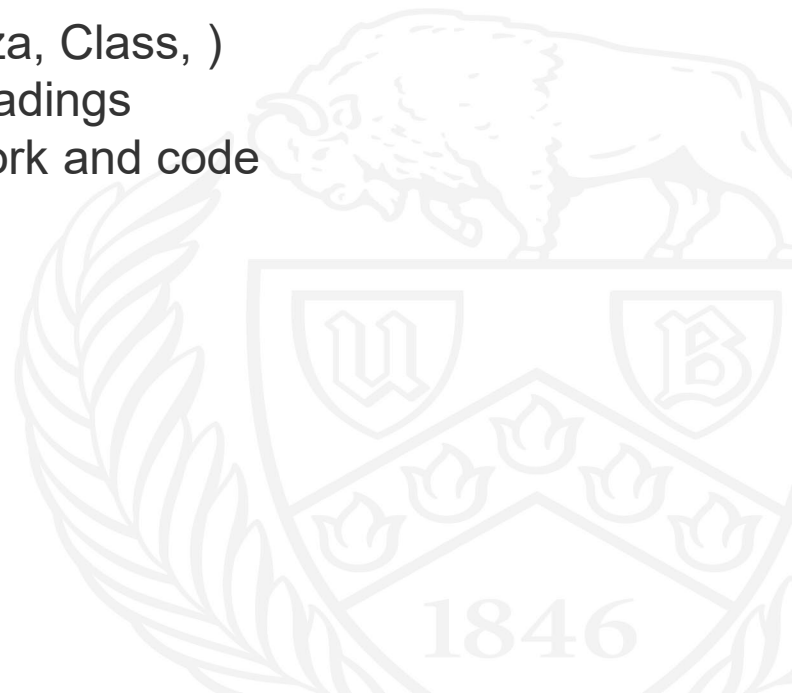 za, Class, )
adings
ork and code
U B
1846